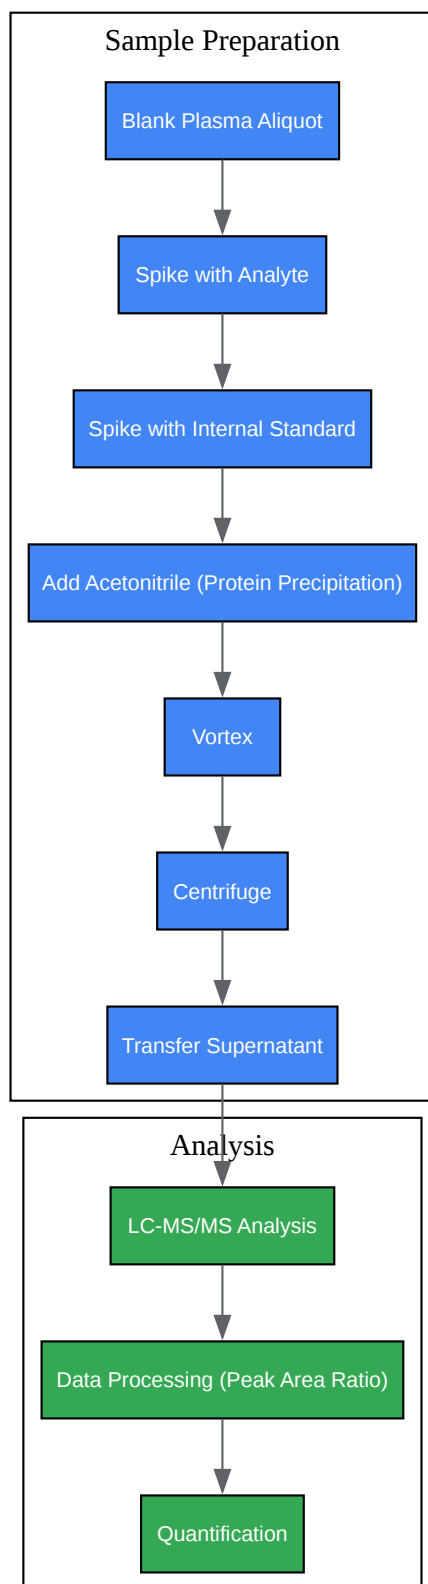 Sample Preparation
Blank Plasma Aliquot
Spike with Analyte
Spike with Internal Standard
Add Acetonitrile (Protein Precipitation)
Vortex
Centrifuge
Transfer Supernatant
Analysis
LC-MS/MS Analysis
Data Processing (Peak Area Ratio)
Quantification